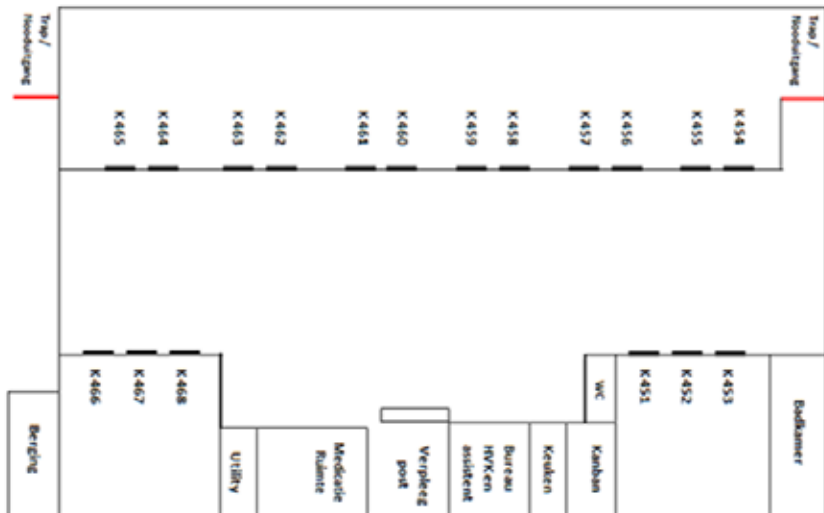 Trap /
Nooduitgang
Trap /
Nooduitgang
K465
K464
K463
K462
K461
K460
K459
K458
K457
K456
K455
K454
K466
K467
K468
WC
K451
K452
K453
Badkamer
Berging
Utility
Medicatie
Ruimte
Verpleeg
post
Bureau
HVK en
assistent
Keuken
Kanban